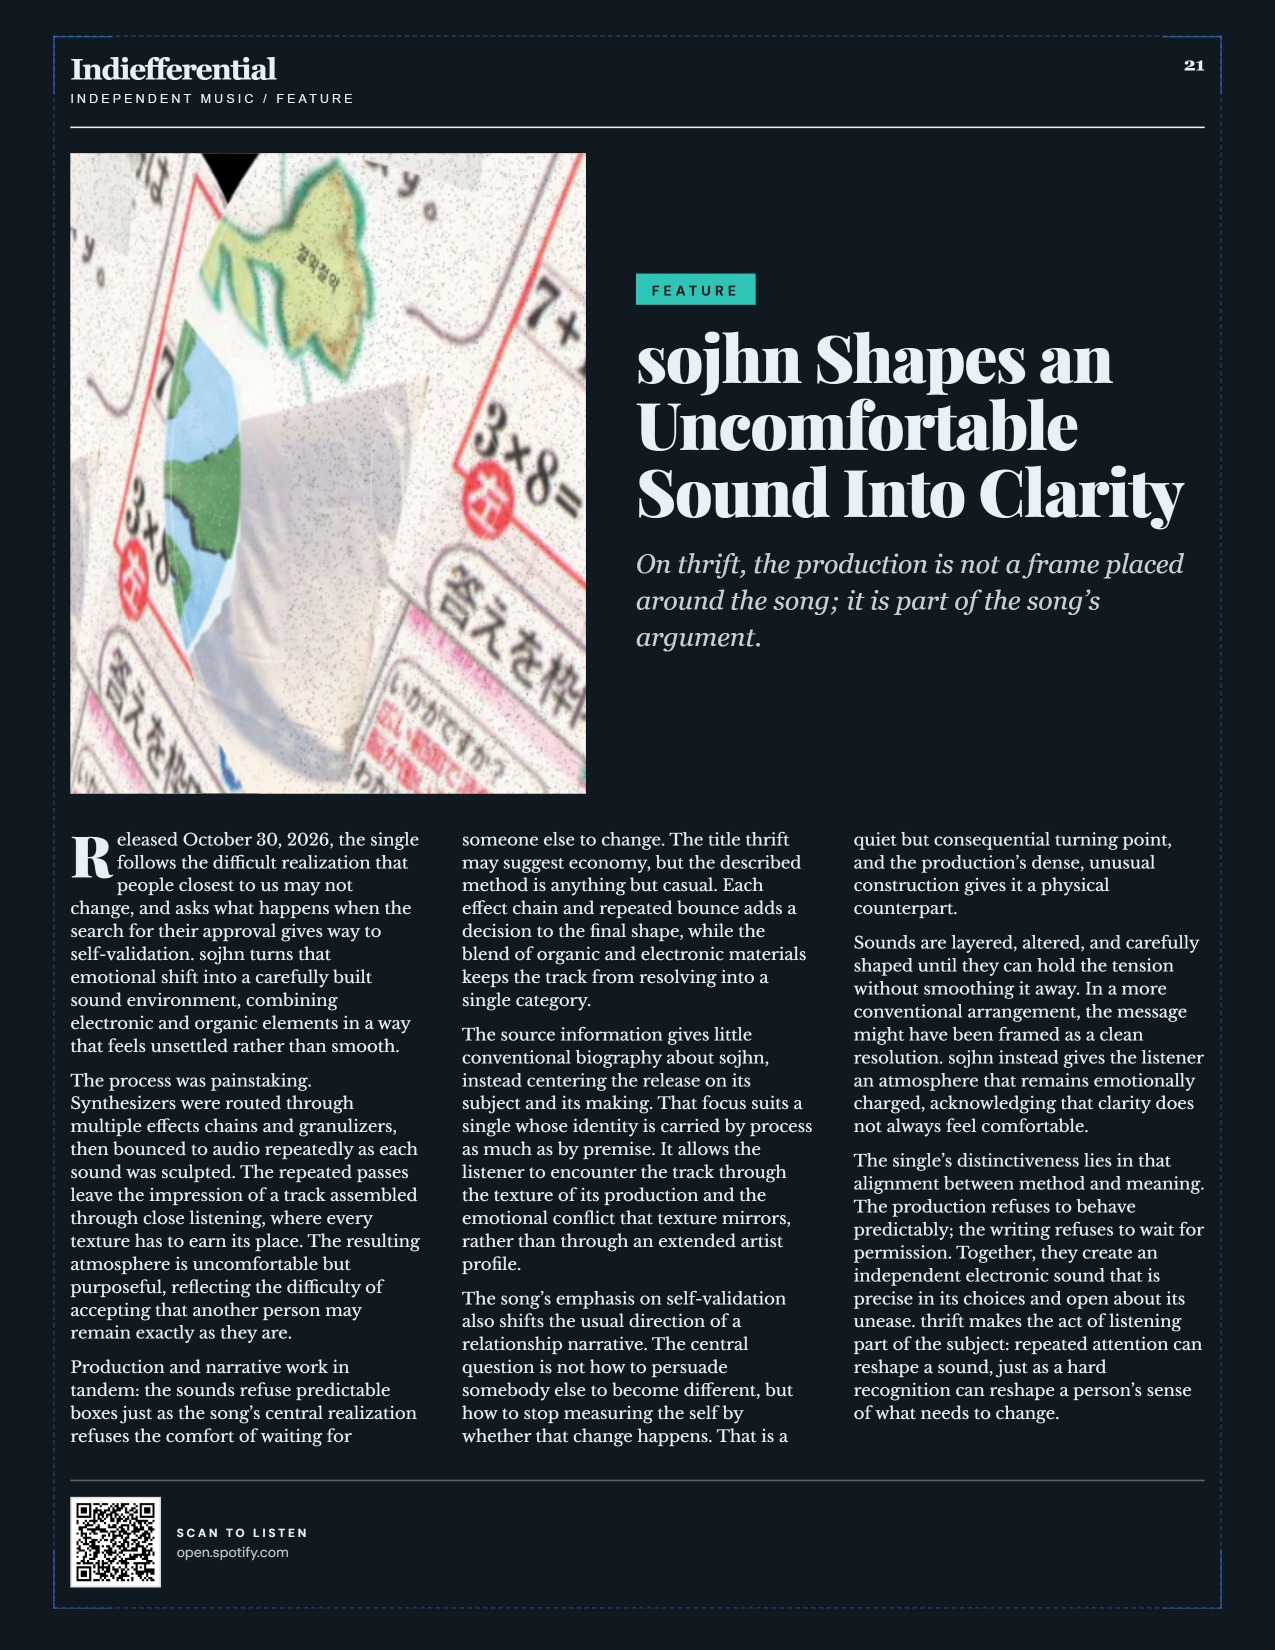 Indiefferential
INDEPENDENT MUSIC / FEATURE
21
7+
3×8=
左
3×8
左
答えを枠
答えを枠
いかがですか?
わか
FEATURE
sojhn Shapes an
Uncomfortable
Sound Into Clarity
On thrift, the production is not a frame placed
around the song; it is part of the song’s
argument.
Released October 30, 2026, the single
follows the difficult realization that
people closest to us may not
change, and asks what happens when the
search for their approval gives way to
self-validation. sojhn turns that
emotional shift into a carefully built
sound environment, combining
electronic and organic elements in a way
that feels unsettled rather than smooth.
The process was painstaking.
Synthesizers were routed through
multiple effects chains and granulizers,
then bounced to audio repeatedly as each
sound was sculpted. The repeated passes
leave the impression of a track assembled
through close listening, where every
texture has to earn its place. The resulting
atmosphere is uncomfortable but
purposeful, reflecting the difficulty of
accepting that another person may
remain exactly as they are.
Production and narrative work in
tandem: the sounds refuse predictable
boxes just as the song’s central realization
refuses the comfort of waiting for
someone else to change. The title thrift
may suggest economy, but the described
method is anything but casual. Each
effect chain and repeated bounce adds a
decision to the final shape, while the
blend of organic and electronic materials
keeps the track from resolving into a
single category.
The source information gives little
conventional biography about sojhn,
instead centering the release on its
subject and its making. That focus suits a
single whose identity is carried by process
as much as by premise. It allows the
listener to encounter the track through
the texture of its production and the
emotional conflict that texture mirrors,
rather than through an extended artist
profile.
The song’s emphasis on self-validation
also shifts the usual direction of a
relationship narrative. The central
question is not how to persuade
somebody else to become different, but
how to stop measuring the self by
whether that change happens. That is a
quiet but consequential turning point,
and the production’s dense, unusual
construction gives it a physical
counterpart.
Sounds are layered, altered, and carefully
shaped until they can hold the tension
without smoothing it away. In a more
conventional arrangement, the message
might have been framed as a clean
resolution. sojhn instead gives the listener
an atmosphere that remains emotionally
charged, acknowledging that clarity does
not always feel comfortable.
The single’s distinctiveness lies in that
alignment between method and meaning.
The production refuses to behave
predictably; the writing refuses to wait for
permission. Together, they create an
independent electronic sound that is
precise in its choices and open about its
unease. thrift makes the act of listening
part of the subject: repeated attention can
reshape a sound, just as a hard
recognition can reshape a person’s sense
of what needs to change.
SCAN TO LISTEN
open.spotify.com